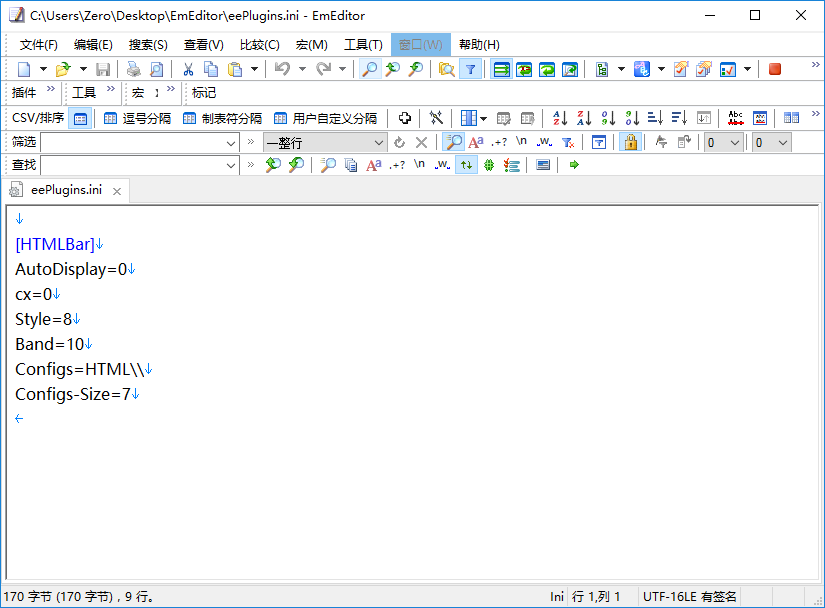 C:\Users\Zero\Desktop\EmEditor\eePlugins.ini - EmEditor
文件(F) 编辑(E) 搜索(S) 查看(V) 比较(C) 宏(M) 工具(T) 窗口(W) 帮助(H)
插件 » 工具 » 宏 » 标记
CSV/排序 逗号分隔 制表符分隔 用户自定义分隔
筛选 » 一整行 .+? \n .w. 0 0
查找 » .+? \n .w.
eePlugins.ini
↓
[HTMLBar]↓
AutoDisplay=0↓
cx=0↓
Style=8↓
Band=10↓
Configs=HTML\\↓
Configs-Size=7↓
←
170 字节 (170 字节)，9 行。 Ini 行 1,列 1 UTF-16LE 有签名